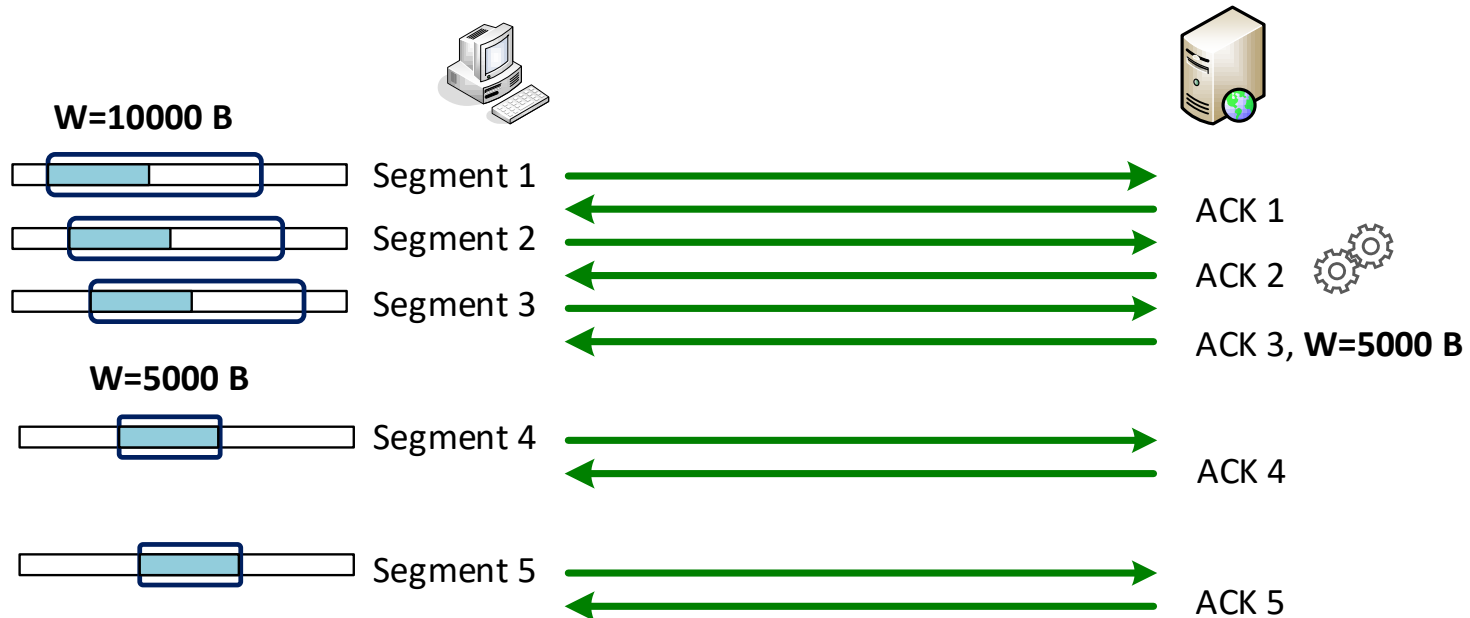 W=10000 B
Segment 1
ACK 1
Segment 2
ACK 2
Segment 3
ACK 3, W=5000 B
W=5000 B
Segment 4
ACK 4
Segment 5
ACK 5